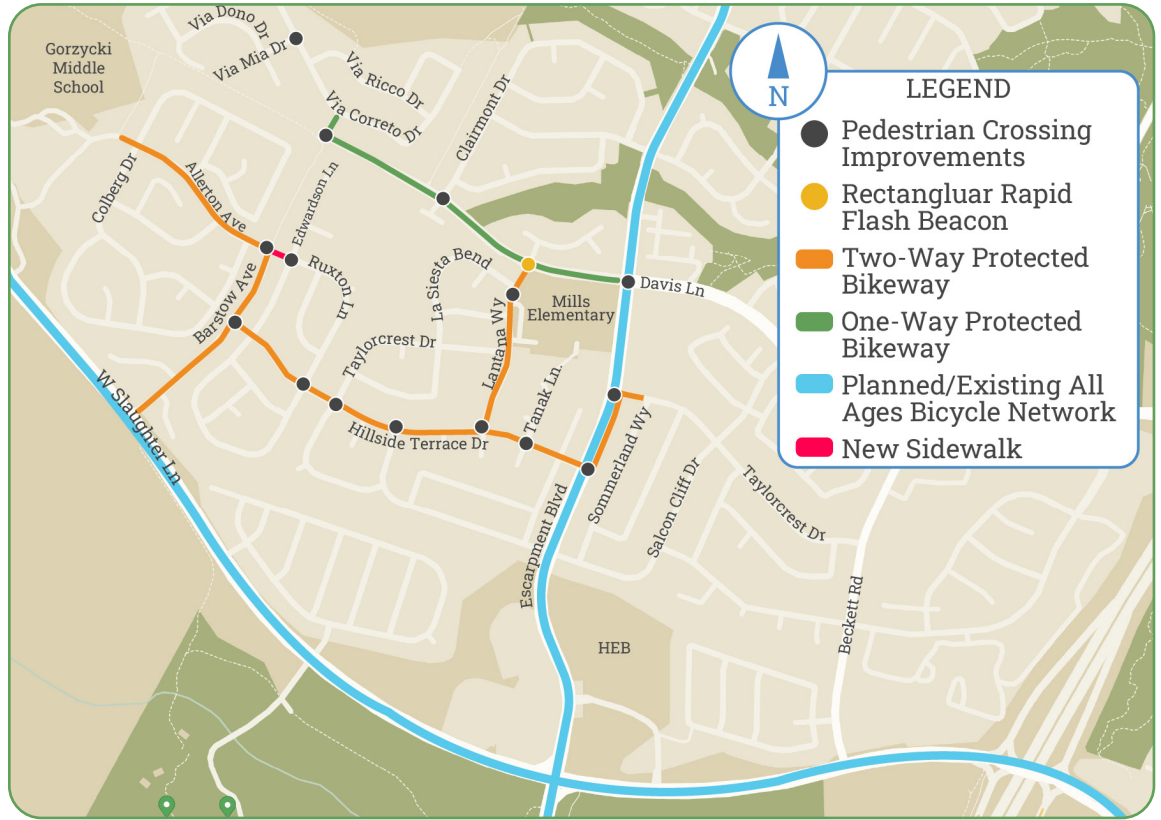 Gorzycki
Middle
School
Via Dono Dr
Via Mia Dr
Via Ricco Dr
Via Correto Dr
Clairmont Dr
Colberg Dr
Allerton Ave
Edwardson Ln
Ruxton Ln
Barstow Ave
La Siesta Bend
Mills
Elementary
Davis Ln
Lantana Wy
Taylorcrest Dr
Tanak Ln.
Hillside Terrace Dr
W Slaughter Ln
Escarpment Blvd
Sommerland Wy
Salcon Cliff Dr
Taylorcrest Dr
Beckett Rd
HEB
N
LEGEND
Pedestrian Crossing
Improvements
Rectangluar Rapid
Flash Beacon
Two-Way Protected
Bikeway
One-Way Protected
Bikeway
Planned/Existing All
Ages Bicycle Network
New Sidewalk